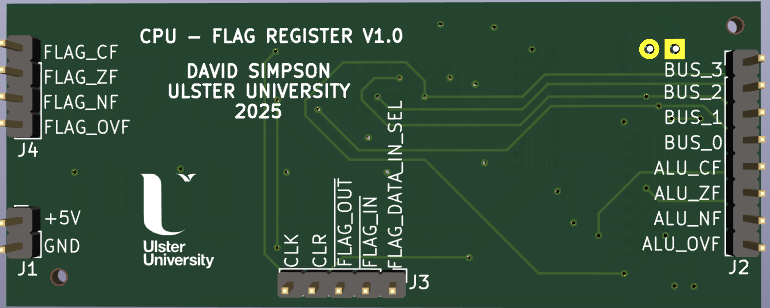 CPU – FLAG REGISTER V1.0
DAVID SIMPSON
ULSTER UNIVERSITY
2025
FLAG_CF
FLAG_ZF
FLAG_NF
FLAG_OVF
J4
+5V
GND
J1
Ulster
University
CLK
CLR
FLAG_OUT
FLAG_IN
FLAG_DATA_IN_SEL
J3
BUS_3
BUS_2
BUS_1
BUS_0
ALU_CF
ALU_ZF
ALU_NF
ALU_OVF
J2